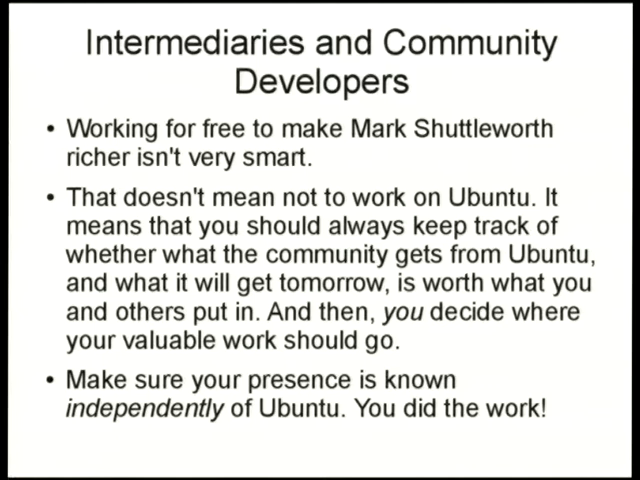 Intermediaries and Community
Developers
• Working for free to make Mark Shuttleworth
richer isn't very smart.
• That doesn't mean not to work on Ubuntu. It
means that you should always keep track of
whether what the community gets from Ubuntu,
and what it will get tomorrow, is worth what you
and others put in. And then, you decide where
your valuable work should go.
• Make sure your presence is known
independently of Ubuntu. You did the work!